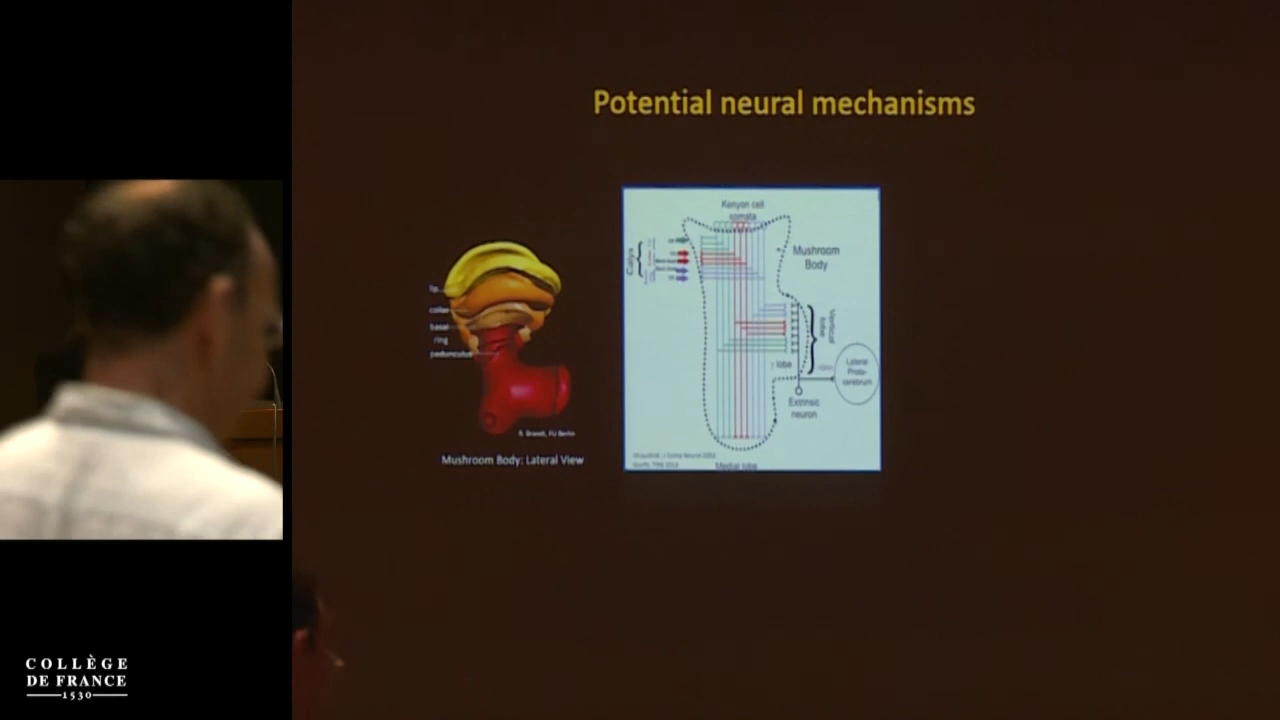 Potential neural mechanisms
Kenyon cell
somata
Calyx
Mushroom
Body
Vertical
lobe
γ lobe
Lateral
Proto-
cerebrum
Extrinsic
neuron
Medial lobe
lip
collar
basal
ring
pedunculus
R. Brandt, FU Berlin
Mushroom Body: Lateral View
COLLÈGE
DE FRANCE
1530